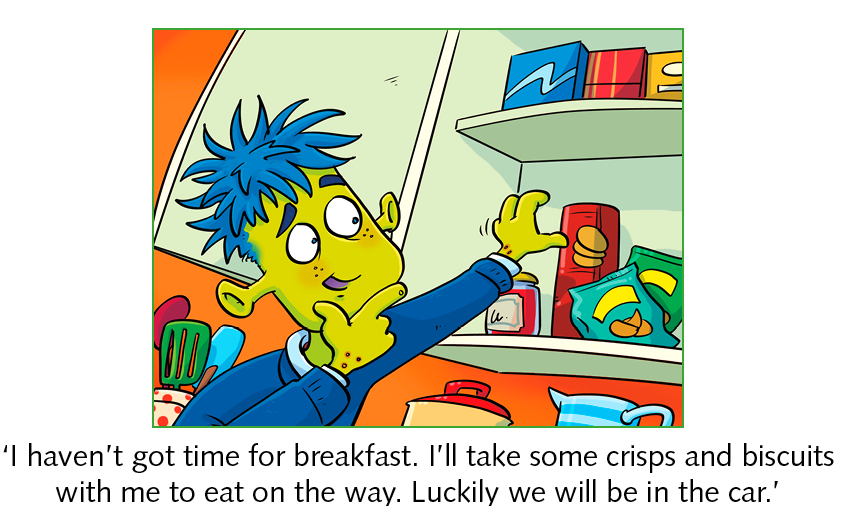 a.
‘I haven’t got time for breakfast. I’ll take some crisps and biscuits
with me to eat on the way. Luckily we will be in the car.’